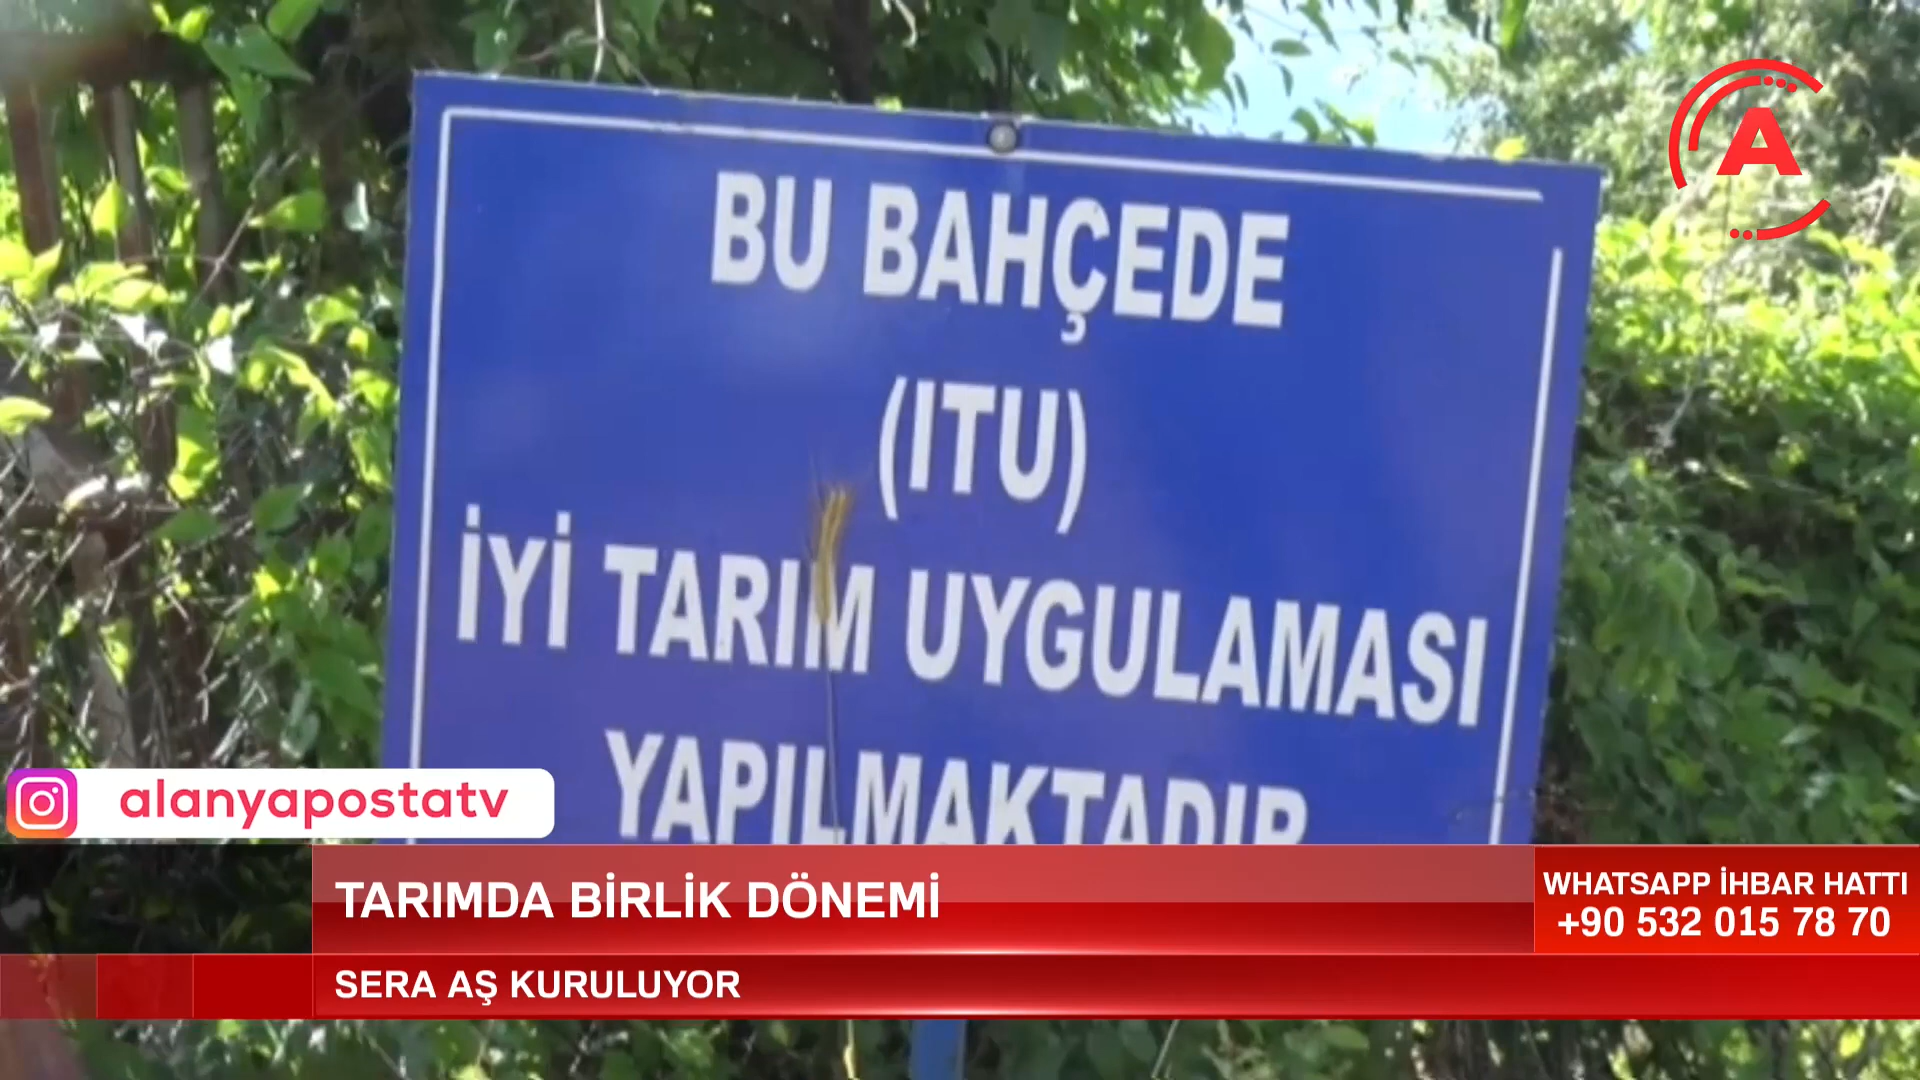 A
BU BAHÇEDE
(ITU)
İYİ TARIM UYGULAMASI
YAPILMAKTADIR
alanyapostatv
TARIMDA BİRLİK DÖNEMİ
SERA AŞ KURULUYOR
WHATSAPP İHBAR HATTI
+90 532 015 78 70